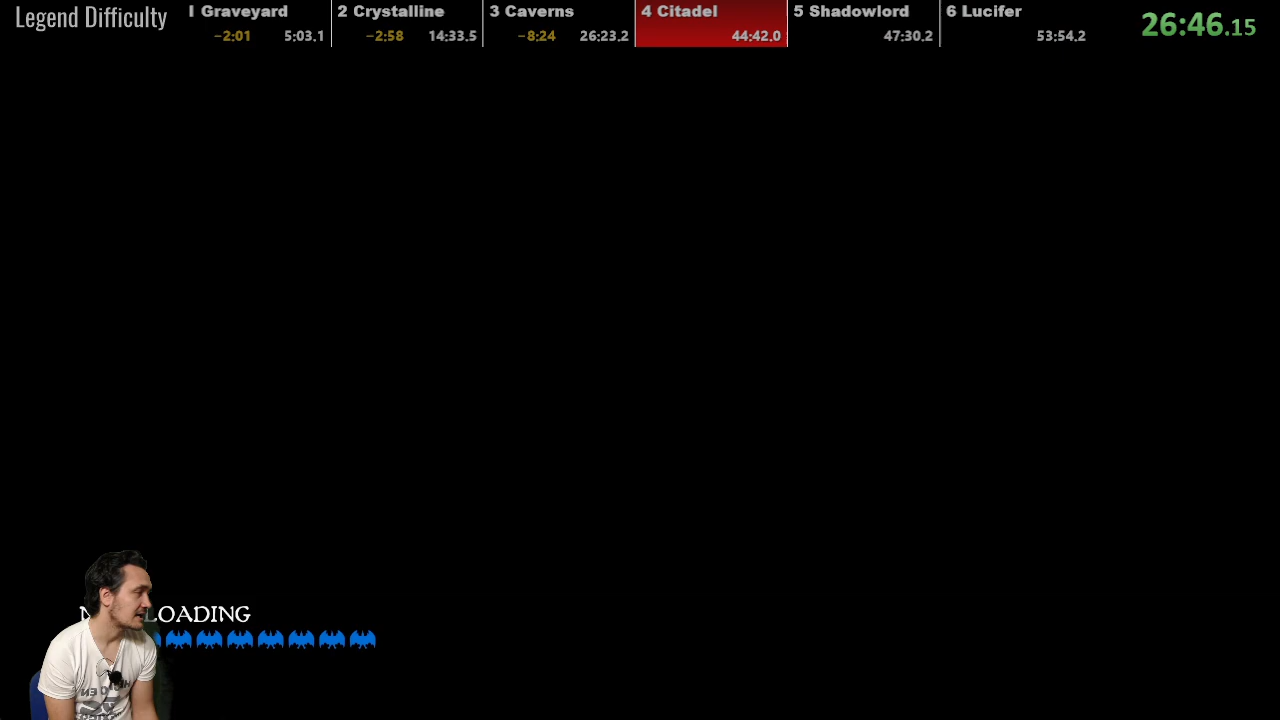 Legend Difficulty
1 Graveyard
-2:01 5:03.1
2 Crystalline
-2:58 14:33.5
3 Caverns
-8:24 26:23.2
4 Citadel
44:42.0
5 Shadowlord
47:30.2
6 Lucifer
53:54.2
26:46.15
LOADING